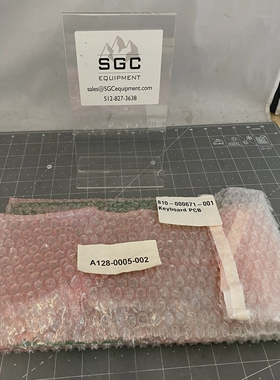 SGC
EQUIPMENT
sales@SGCequipment.com
512-827-3638
810-000671-001
Keyboard PCB
A128-0005-002